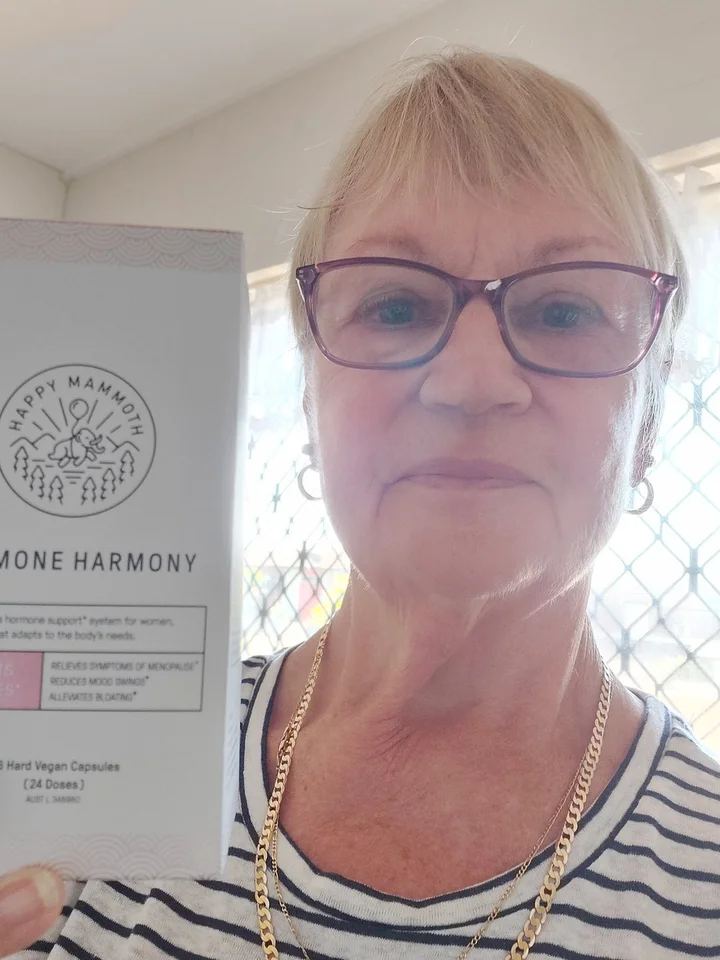 HAPPY MAMMOTH
MONE HARMONY
hormone support* system for women,
at adapts to the body's needs.
RELIEVES SYMPTOMS OF MENOPAUSE*
REDUCES MOOD SWINGS*
ALLEVIATES BLOATING*
Hard Vegan Capsules
(24 Doses)
AUST L